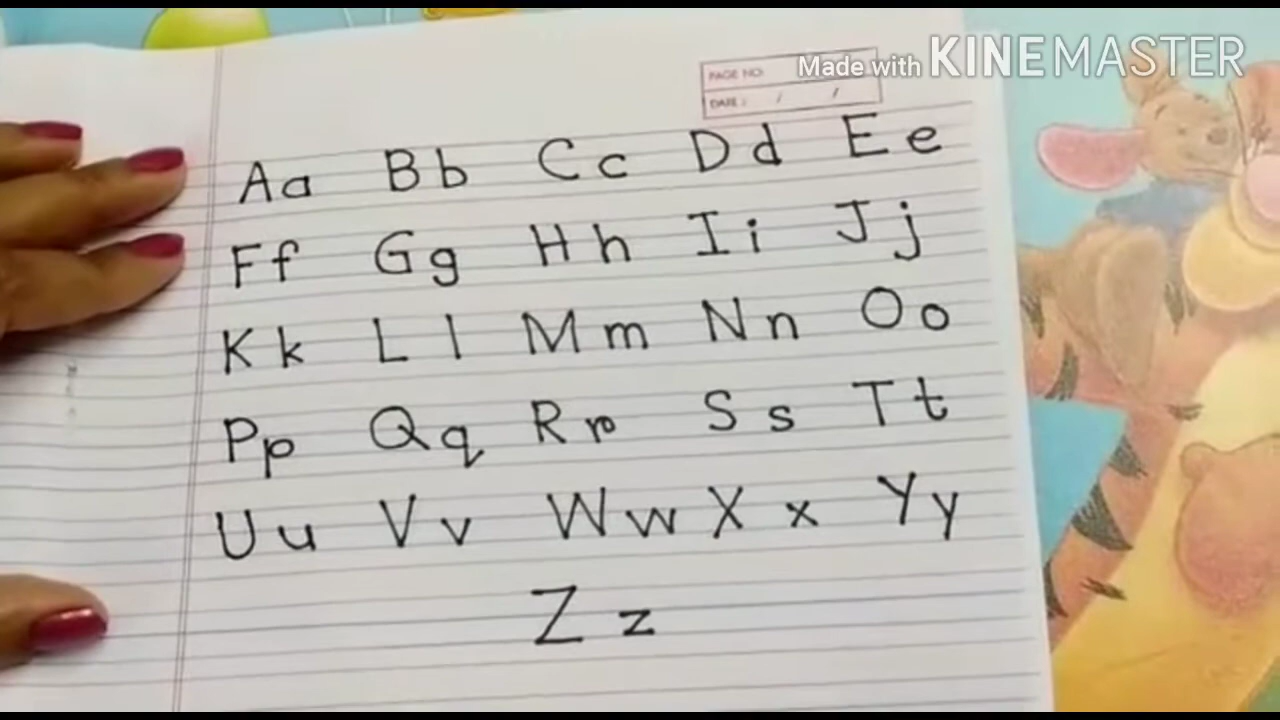 Made with KINEMASTER
PAGE NO:
DATE: / /
Aa Bb Cc Dd Ee
Ff Gg Hh Ii Jj
Kk Ll Mm Nn Oo
Pp Qq Rr Ss Tt
Uu Vv Ww Xx Yy
Zz